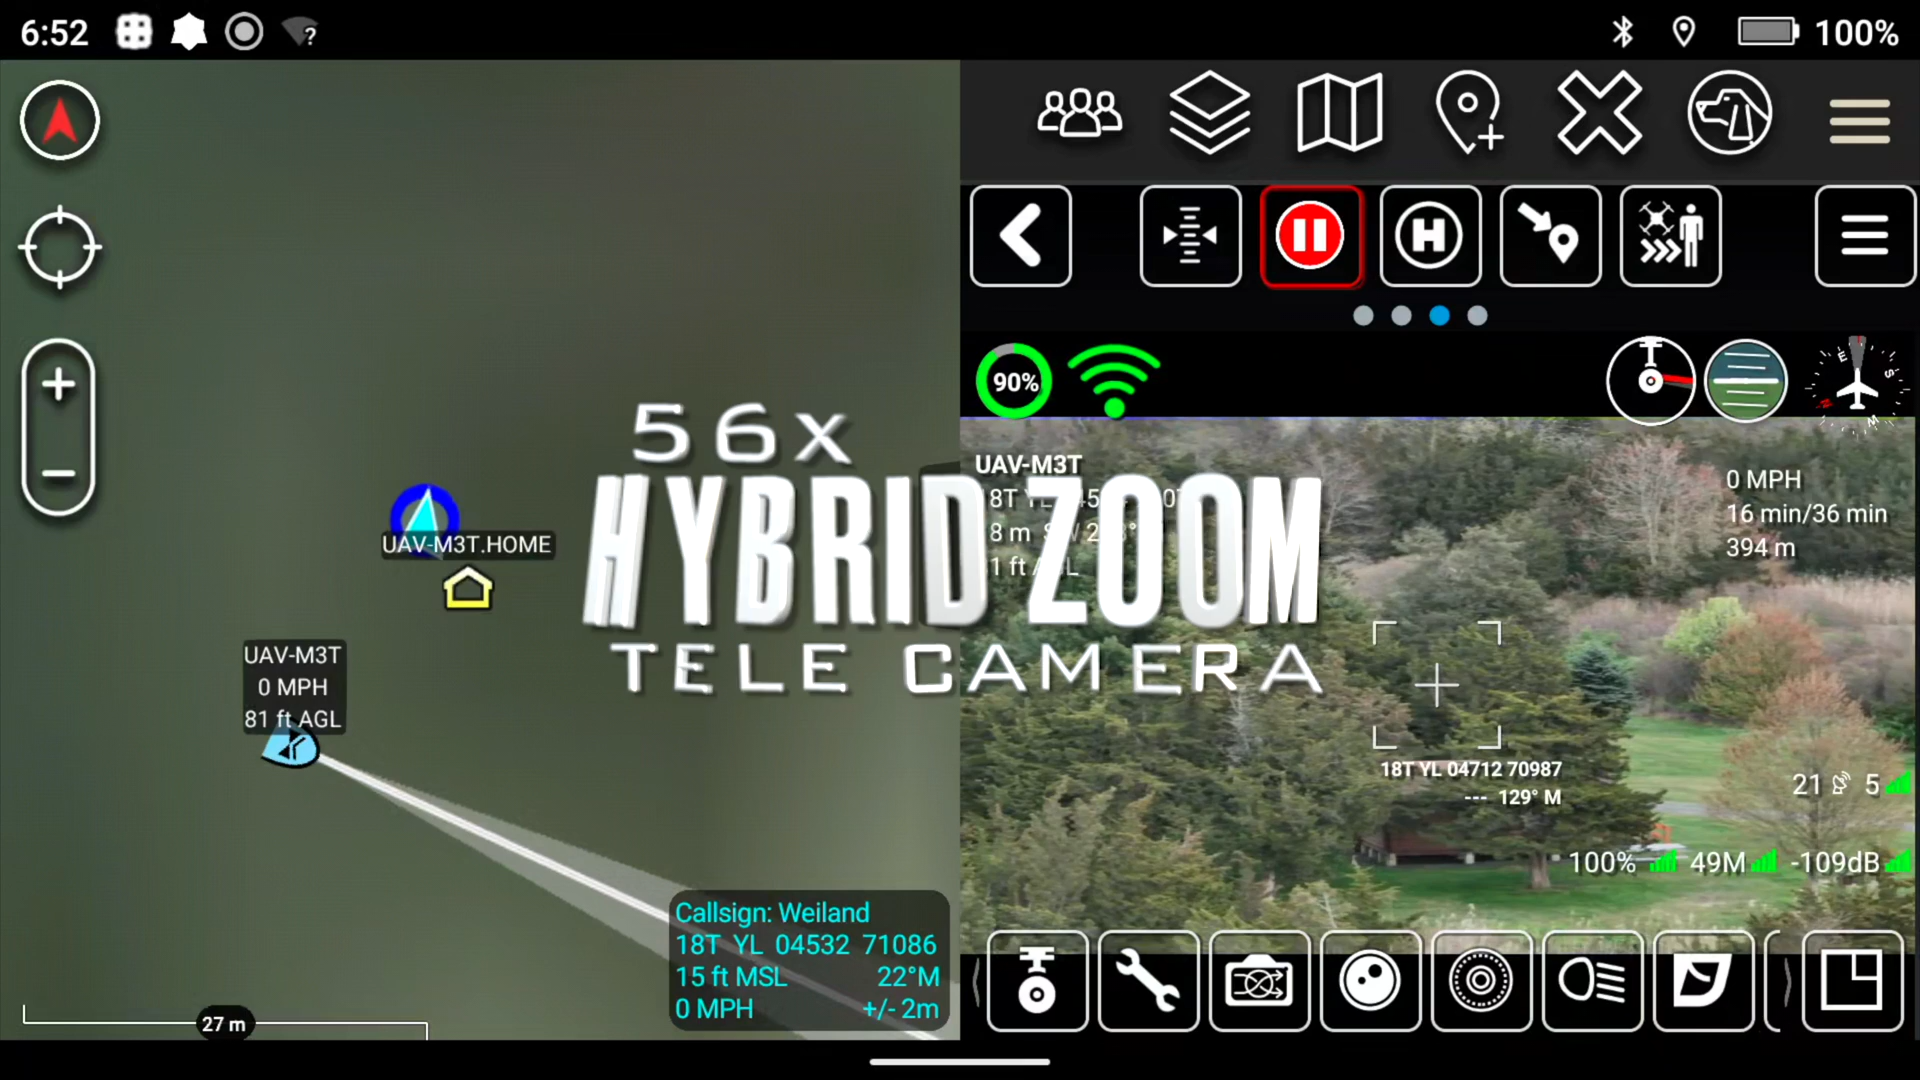 6:52
?
100%
H
90%
E
S
W
56x
HYBRID ZOOM
TELE CAMERA
UAV-M3T
0 MPH
16 min/36 min
394 m
UAV-M3T.HOME
UAV-M3T
0 MPH
81 ft AGL
18T YL 04712 70987
--- 129° M
21 5
100% 49M -109dB
Callsign: Weiland
18T YL 04532 71086
15 ft MSL 22°M
0 MPH +/- 2m
27 m